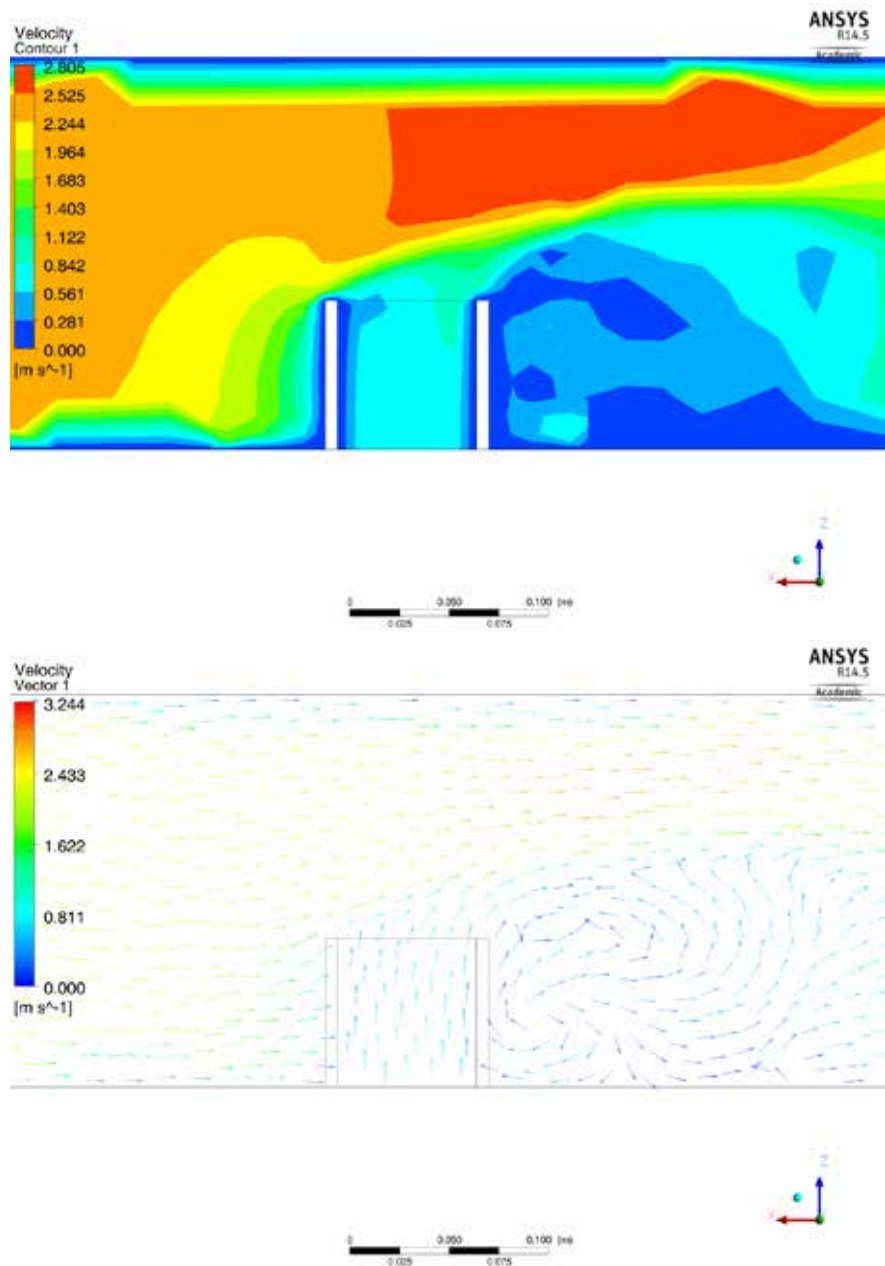 Velocity
Contour 1
ANSYS
R14.5
Academic
2.805
2.525
2.244
1.964
1.683
1.403
1.122
0.842
0.561
0.281
0.000
[m s^-1]
Z
0 0.050 0.100
0.025 0.075
Velocity
Vector 1
ANSYS
R14.5
Academic
3.244
2.433
1.622
0.811
0.000
[m s^-1]
Z
0 0.050 0.100
0.025 0.075